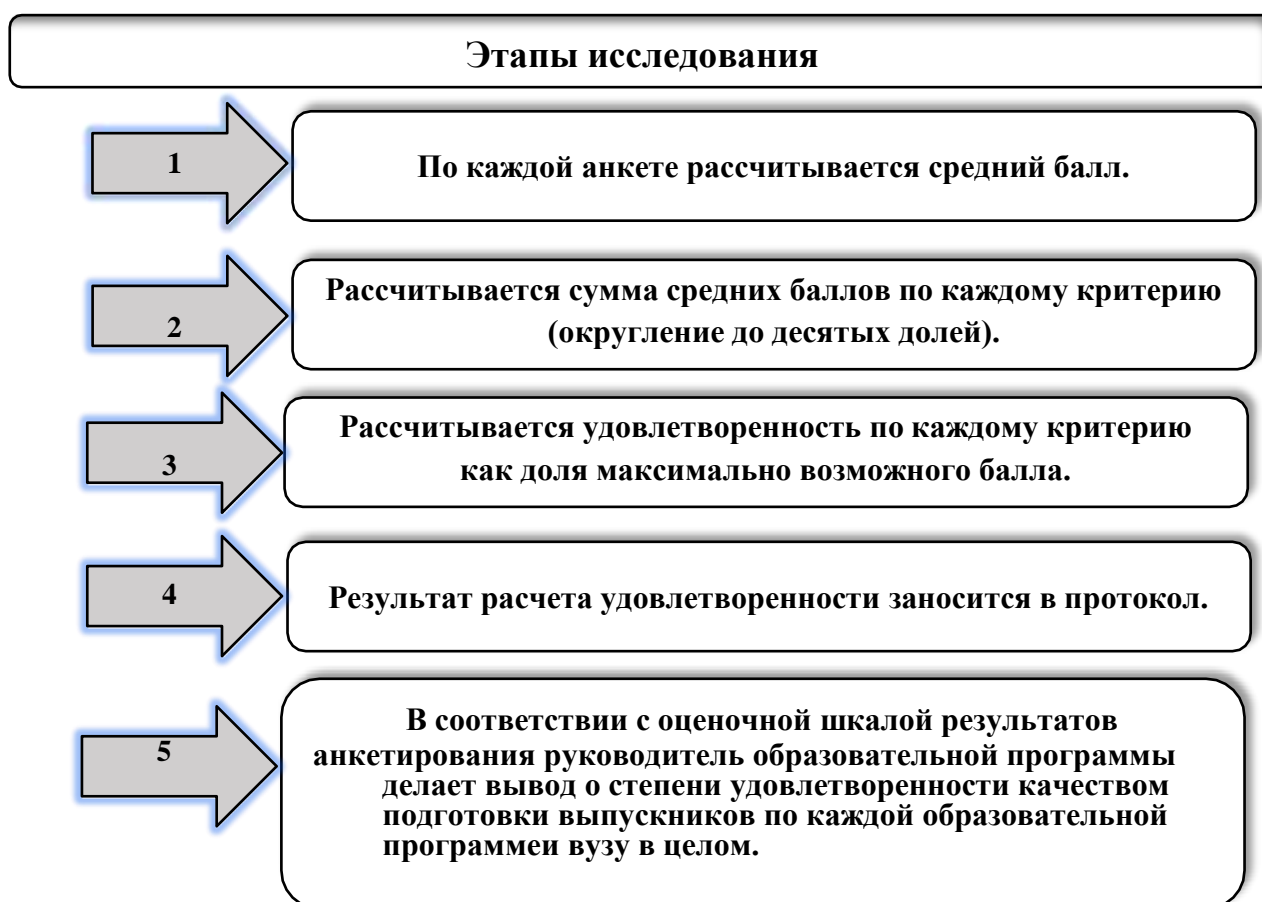 Этапы исследования
1
По каждой анкете рассчитывается средний балл.
2
Рассчитывается сумма средних баллов по каждому критерию
(округление до десятых долей).
3
Рассчитывается удовлетворенность по каждому критерию
как доля максимально возможного балла.
4
Результат расчета удовлетворенности заносится в протокол.
5
В соответствии с оценочной шкалой результатов
анкетирования руководитель образовательной программы
делает вывод о степени удовлетворенности качеством
подготовки выпускников по каждой образовательной
программеи вузу в целом.